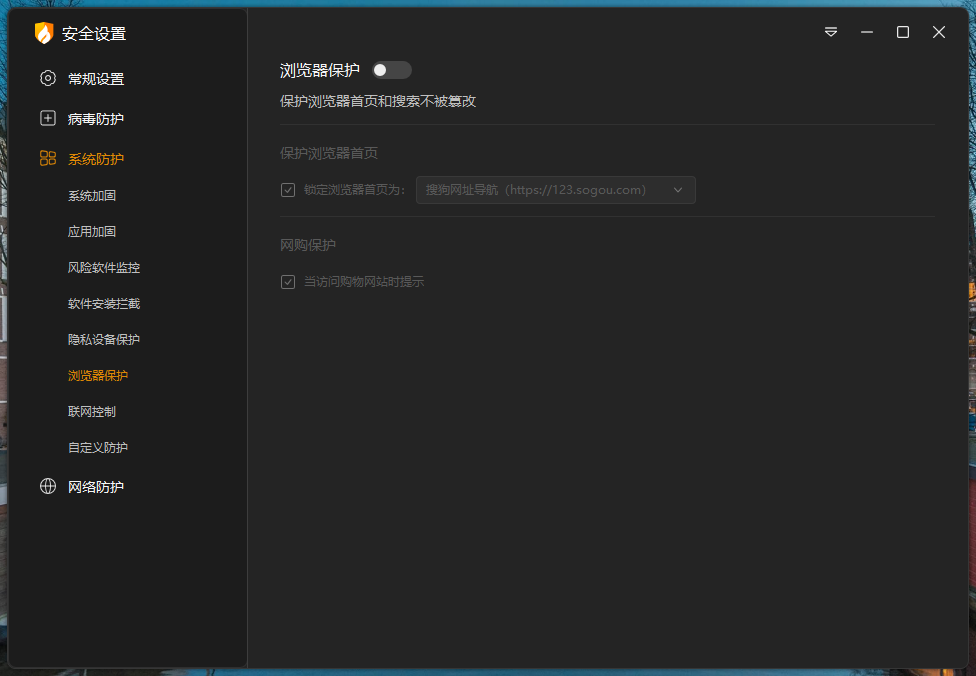 安全设置
常规设置
病毒防护
系统防护
系统加固
应用加固
风险软件监控
软件安装拦截
隐私设备保护
浏览器保护
联网控制
自定义防护
网络防护
浏览器保护
保护浏览器首页和搜索不被篡改
保护浏览器首页
锁定浏览器首页为: 搜狗网址导航（https://123.sogou.com）
网购保护
当访问购物网站时提示